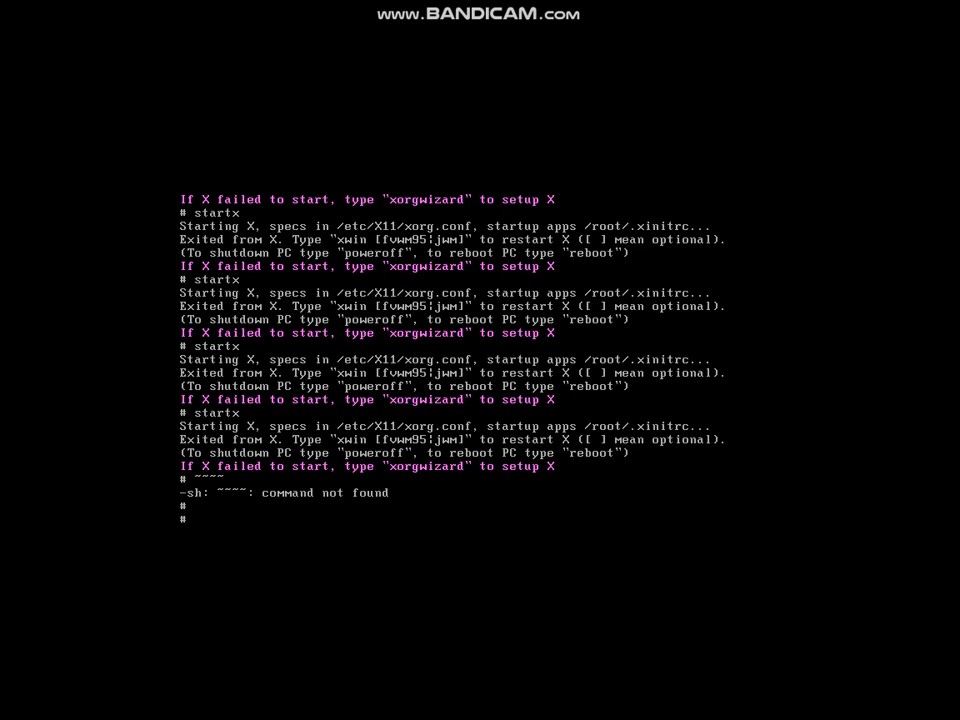 www.BANDICAM.com
If X failed to start, type "xorgwizard" to setup X
# startx
Starting X, specs in /etc/X11/xorg.conf, startup apps /root/.xinitrc...
Exited from X. Type "xwin [fvwm95¦jwm]" to restart X ([ ] mean optional).
(To shutdown PC type "poweroff", to reboot PC type "reboot")
If X failed to start, type "xorgwizard" to setup X
# startx
Starting X, specs in /etc/X11/xorg.conf, startup apps /root/.xinitrc...
Exited from X. Type "xwin [fvwm95¦jwm]" to restart X ([ ] mean optional).
(To shutdown PC type "poweroff", to reboot PC type "reboot")
If X failed to start, type "xorgwizard" to setup X
# startx
Starting X, specs in /etc/X11/xorg.conf, startup apps /root/.xinitrc...
Exited from X. Type "xwin [fvwm95¦jwm]" to restart X ([ ] mean optional).
(To shutdown PC type "poweroff", to reboot PC type "reboot")
If X failed to start, type "xorgwizard" to setup X
# startx
Starting X, specs in /etc/X11/xorg.conf, startup apps /root/.xinitrc...
Exited from X. Type "xwin [fvwm95¦jwm]" to restart X ([ ] mean optional).
(To shutdown PC type "poweroff", to reboot PC type "reboot")
If X failed to start, type "xorgwizard" to setup X
# ~~~~
-sh: ~~~~: command not found
#
#